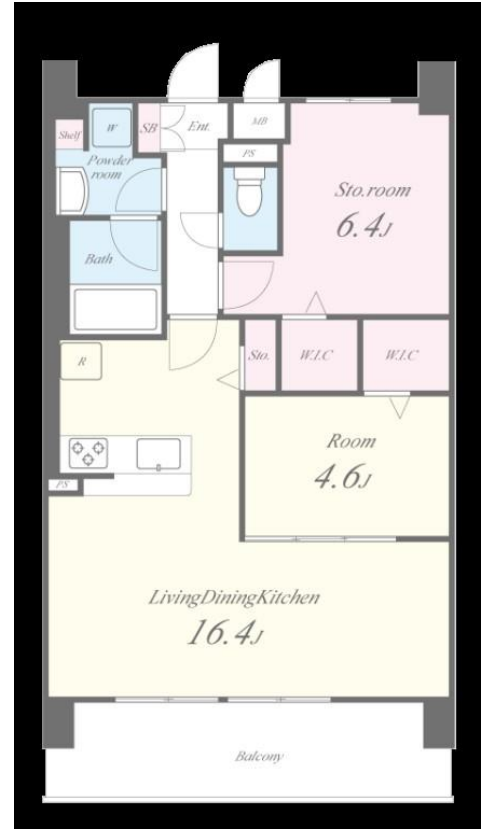 Shelf
W
SB
Ent.
MB
PS
Powder
room
Sto.room
6.4J
Bath
R
Sto.
W.I.C
W.I.C
Room
4.6J
PS
LivingDiningKitchen
16.4J
Balcony